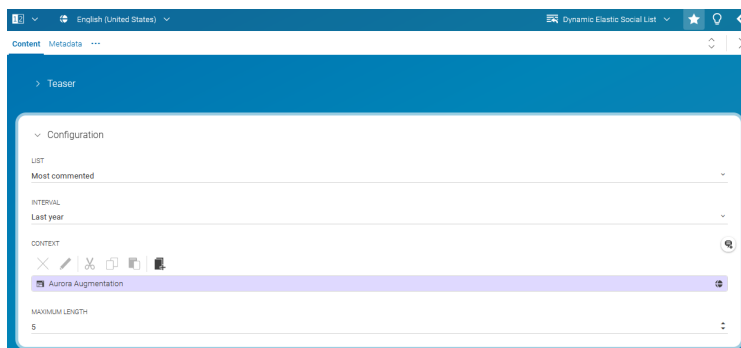 English (United States)
Dynamic Elastic Social List
Content Metadata ...
Teaser
Configuration
LIST
Most commented
INTERVAL
Last year
CONTEXT
Aurora Augmentation
MAXIMUM LENGTH
5